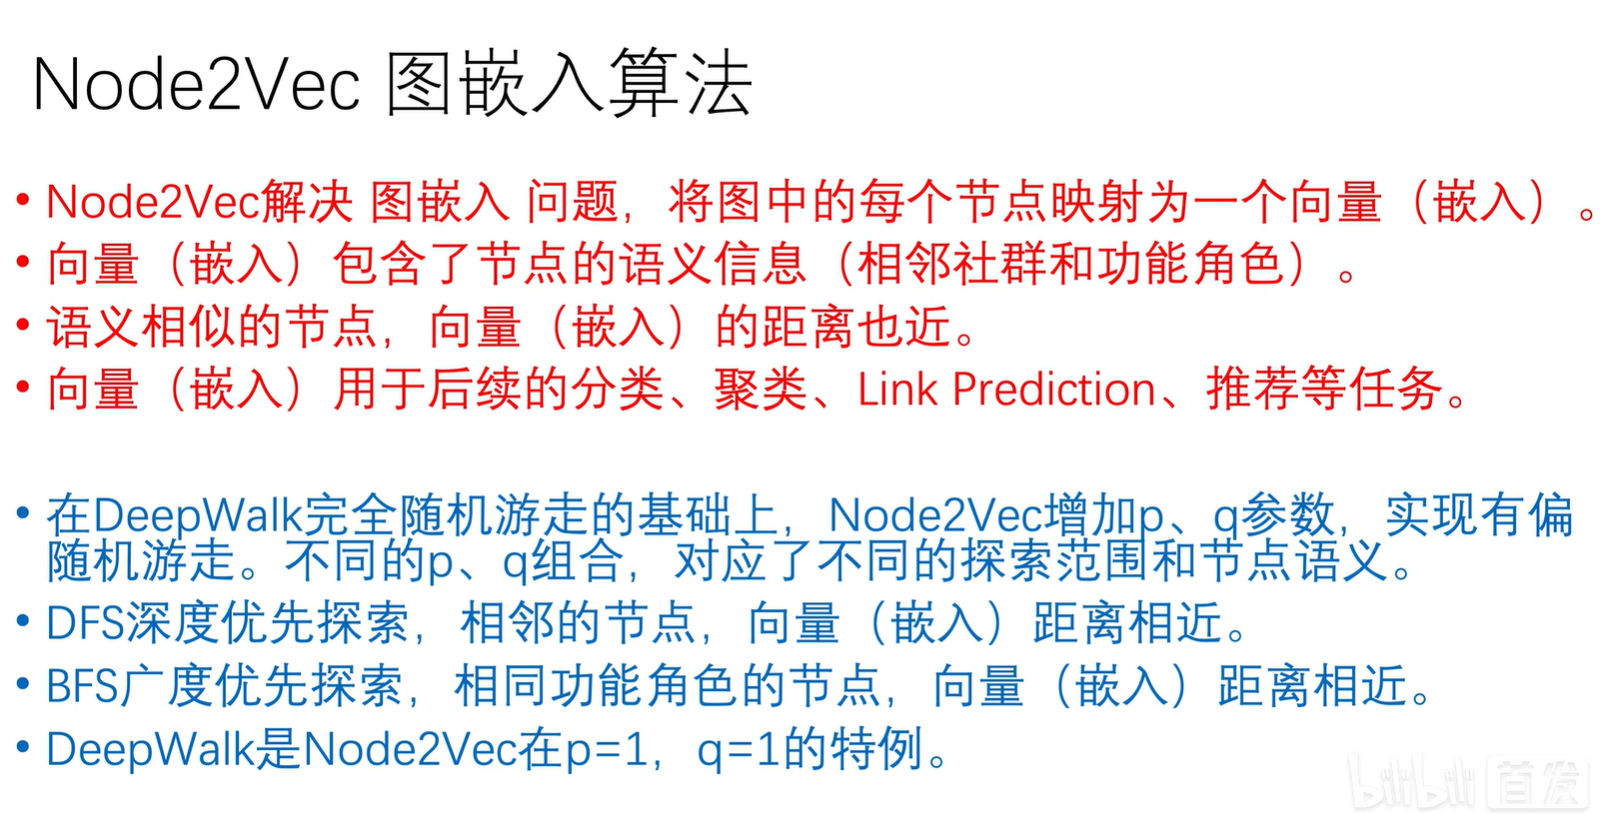 Node2Vec 图嵌入算法
• Node2Vec解决 图嵌入 问题，将图中的每个节点映射为一个向量（嵌入）。
• 向量（嵌入）包含了节点的语义信息（相邻社群和功能角色）。
• 语义相似的节点，向量（嵌入）的距离也近。
• 向量（嵌入）用于后续的分类、聚类、Link Prediction、推荐等任务。
• 在DeepWalk完全随机游走的基础上，Node2Vec增加p、q参数，实现有偏
随机游走。不同的p、q组合，对应了不同的探索范围和节点语义。
• DFS深度优先探索，相邻的节点，向量（嵌入）距离相近。
• BFS广度优先探索，相同功能角色的节点，向量（嵌入）距离相近。
• DeepWalk是Node2Vec在p=1，q=1的特例。
bilibili 首发